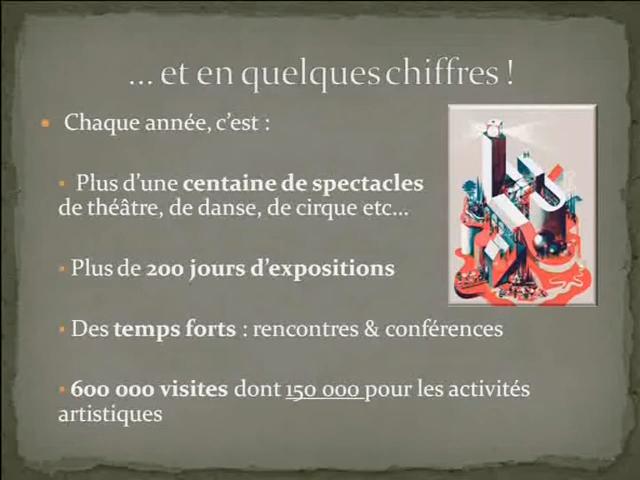 ... et en quelques chiffres !
• Chaque année, c'est :
▪ Plus d'une centaine de spectacles
de théâtre, de danse, de cirque etc...
▪ Plus de 200 jours d'expositions
▪ Des temps forts : rencontres & conférences
▪ 600 000 visites dont 150 000 pour les activités
artistiques